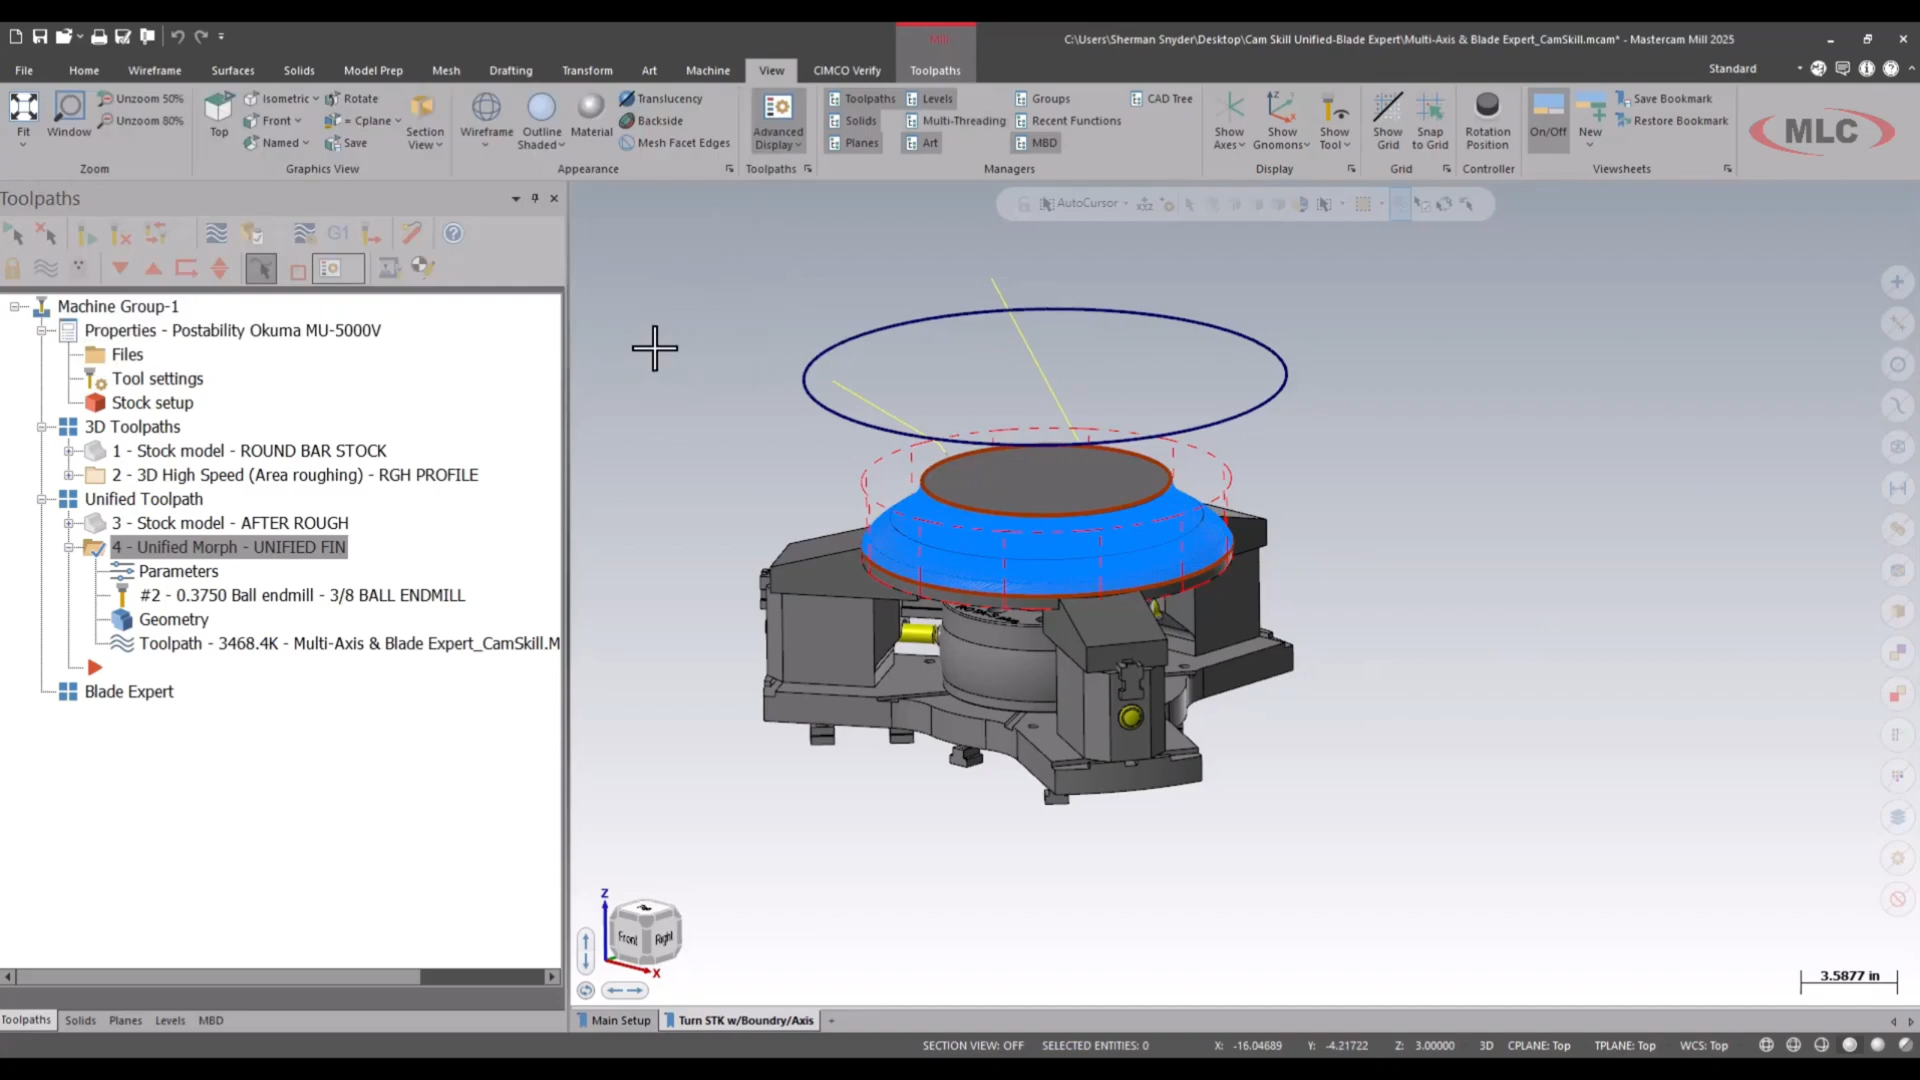 Mill
C:\Users\Sherman Snyder\Desktop\Cam Skill Unified-Blade Expert\Multi-Axis & Blade Expert_CamSkill.mcam* - Mastercam Mill 2025
File Home Wireframe Surfaces Solids Model Prep Mesh Drafting Transform Art Machine View CIMCO Verify Toolpaths
Standard
Fit
Window
Unzoom 50%
Unzoom 80%
Zoom
Top
Isometric
Front
Named
Rotate
= Cplane
Save
Section View
Graphics View
Wireframe
Outline Shaded
Material
Translucency
Backside
Mesh Facet Edges
Appearance
Advanced Display
Toolpaths
Toolpaths
Solids
Planes
Levels
Multi-Threading
Art
Groups
Recent Functions
MBD
CAD Tree
Managers
Show Axes
Show Gnomons
Show Tool
Display
Show Grid
Snap to Grid
Grid
Rotation Position
Controller
On/Off
New
Save Bookmark
Restore Bookmark
Viewsheets
MLC
Toolpaths
G1
AutoCursor
Machine Group-1
Properties - Postability Okuma MU-5000V
Files
Tool settings
Stock setup
3D Toolpaths
1 - Stock model - ROUND BAR STOCK
2 - 3D High Speed (Area roughing) - RGH PROFILE
Unified Toolpath
3 - Stock model - AFTER ROUGH
4 - Unified Morph - UNIFIED FIN
Parameters
#2 - 0.3750 Ball endmill - 3/8 BALL ENDMILL
Geometry
Toolpath - 3468.4K - Multi-Axis & Blade Expert_CamSkill.M
Blade Expert
Z
Front
Right
X
3.5877 in
Toolpaths Solids Planes Levels MBD
Main Setup Turn STK w/Boundry/Axis +
SECTION VIEW: OFF SELECTED ENTITIES: 0 X: -16.04689 Y: -4.21722 Z: 3.00000 3D CPLANE: Top TPLANE: Top WCS: Top